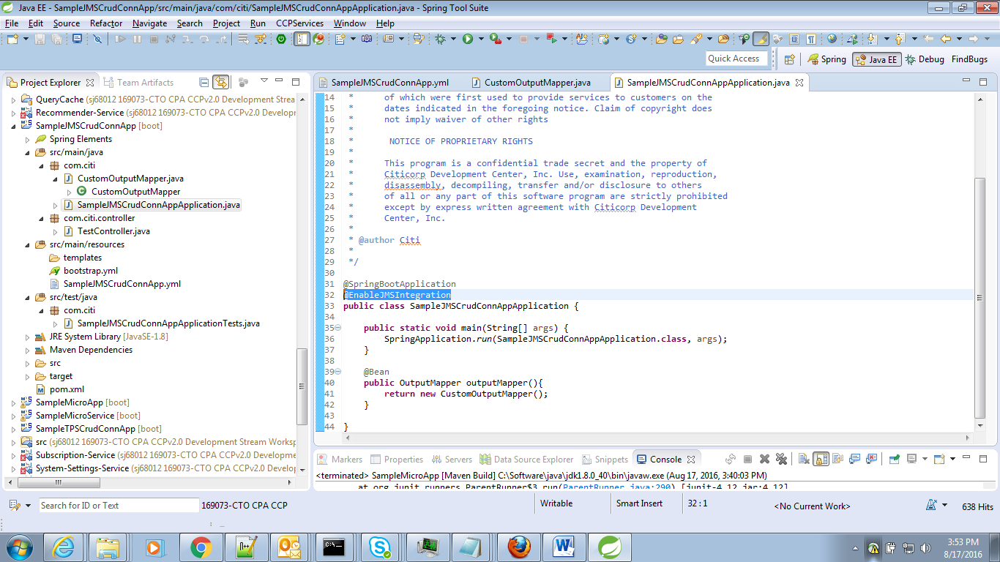 Java EE - SampleJMSCrudConnApp/src/main/java/com/citi/SampleJMSCrudConnAppApplication.java - Spring Tool Suite
File Edit Source Refactor Navigate Search Project Run CCPServices Window Help
Quick Access Spring Java EE Debug FindBugs
Project Explorer Team Artifacts
QueryCache (sj68012 169073-CTO CPA CCPv2.0 Development Strea
Recommender-Service (sj68012 169073-CTO CPA CCPv2.0 Developr
SampleJMSCrudConnApp [boot]
Spring Elements
src/main/java
com.citi
CustomOutputMapper.java
CustomOutputMapper
SampleJMSCrudConnAppApplication.java
com.citi.controller
TestController.java
src/main/resources
templates
bootstrap.yml
SampleJMSCrudConnApp.yml
src/test/java
com.citi
SampleJMSCrudConnAppApplicationTests.java
JRE System Library [JavaSE-1.8]
Maven Dependencies
src
target
pom.xml
SampleMicroApp [boot]
SampleMicroService [boot]
SampleTPSCrudConnApp [boot]
src (sj68012 169073-CTO CPA CCPv2.0 Development Stream Worksp
Subscription-Service (sj68012 169073-CTO CPA CCPv2.0 Developme
System-Settings-Service (sj68012 169073-CTO CPA CCPv2.0 Develop
SampleJMSCrudConnApp.yml CustomOutputMapper.java SampleJMSCrudConnAppApplication.java
14 * of which were first used to provide services to customers on the
15 * dates indicated in the foregoing notice. Claim of copyright does
16 * not imply waiver of other rights
17 *
18 * NOTICE OF PROPRIETARY RIGHTS
19 *
20 * This program is a confidential trade secret and the property of
21 * Citicorp Development Center, Inc. Use, examination, reproduction,
22 * disassembly, decompiling, transfer and/or disclosure to others
23 * of all or any part of this software program are strictly prohibited
24 * except by express written agreement with Citicorp Development
25 * Center, Inc.
26 *
27 * @author Citi
28 *
29 */
30
31 @SpringBootApplication
32 @EnableJMSIntegration
33 public class SampleJMSCrudConnAppApplication {
34
35 public static void main(String[] args) {
36 SpringApplication.run(SampleJMSCrudConnAppApplication.class, args);
37 }
38
39 @Bean
40 public OutputMapper outputMapper(){
41 return new CustomOutputMapper();
42 }
43
44 }
Markers Properties Servers Data Source Explorer Snippets Console
<terminated> SampleMicroApp [Maven Build] C:\Software\java\jdk1.8.0_40\bin\javaw.exe (Aug 17, 2016, 3:40:03 PM)
at org.junit.runners.ParentRunner$3.run(ParentRunner.java:290) [junit-4.12.jar:4.12]
Search for ID or Text 169073-CTO CPA CCP Writable Smart Insert 32 : 1 <No Current Work> 638 Hits
3:53 PM
8/17/2016